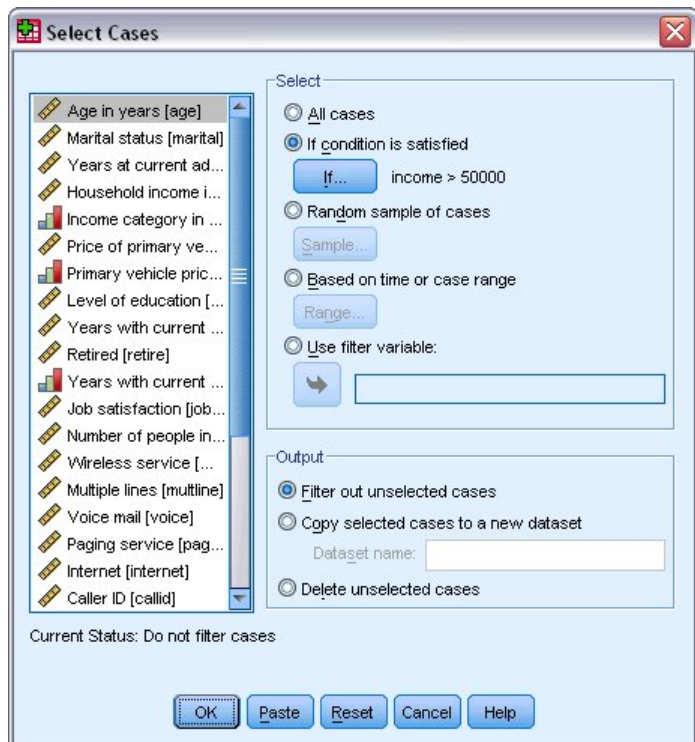 Select Cases
Age in years [age]
Marital status [marital]
Years at current ad...
Household income i...
Income category in ...
Price of primary ve...
Primary vehicle pric...
Level of education [...
Years with current ...
Retired [retire]
Years with current ...
Job satisfaction [job...
Number of people in...
Wireless service [...
Multiple lines [multline]
Voice mail [voice]
Paging service [pag...
Internet [internet]
Caller ID [callid]
Current Status: Do not filter cases
Select
All cases
If condition is satisfied
If... income > 50000
Random sample of cases
Sample...
Based on time or case range
Range...
Use filter variable:
Output
Filter out unselected cases
Copy selected cases to a new dataset
Dataset name:
Delete unselected cases
OK Paste Reset Cancel Help